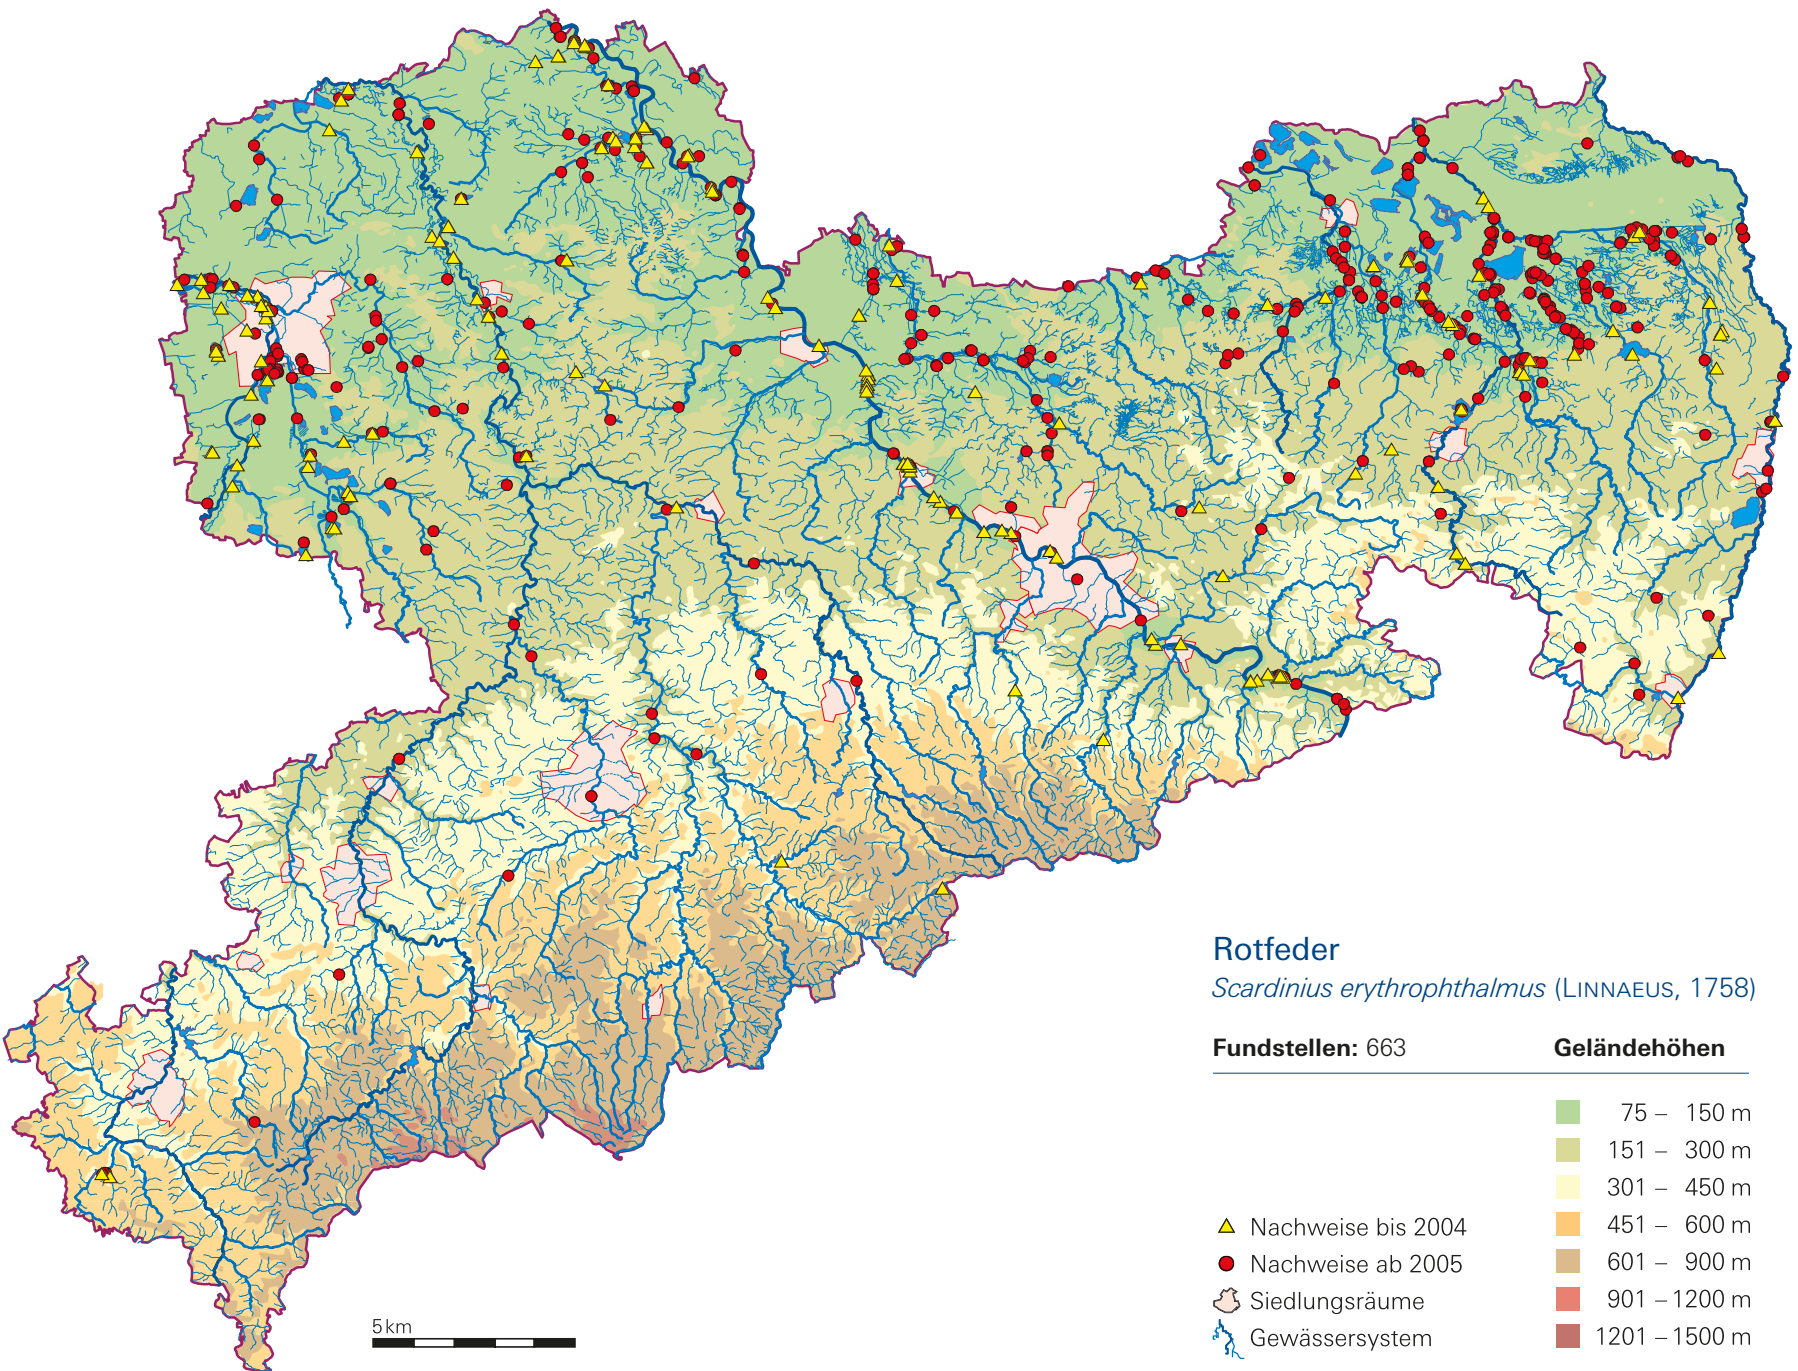 Rotfeder
Scardinius erythrophthalmus (LINNAEUS, 1758)
Fundstellen: 663
Geländehöhen
75 – 150 m
151 – 300 m
301 – 450 m
451 – 600 m
601 – 900 m
901 – 1200 m
1201 – 1500 m
Nachweise bis 2004
Nachweise ab 2005
Siedlungsräume
Gewässersystem
5 km